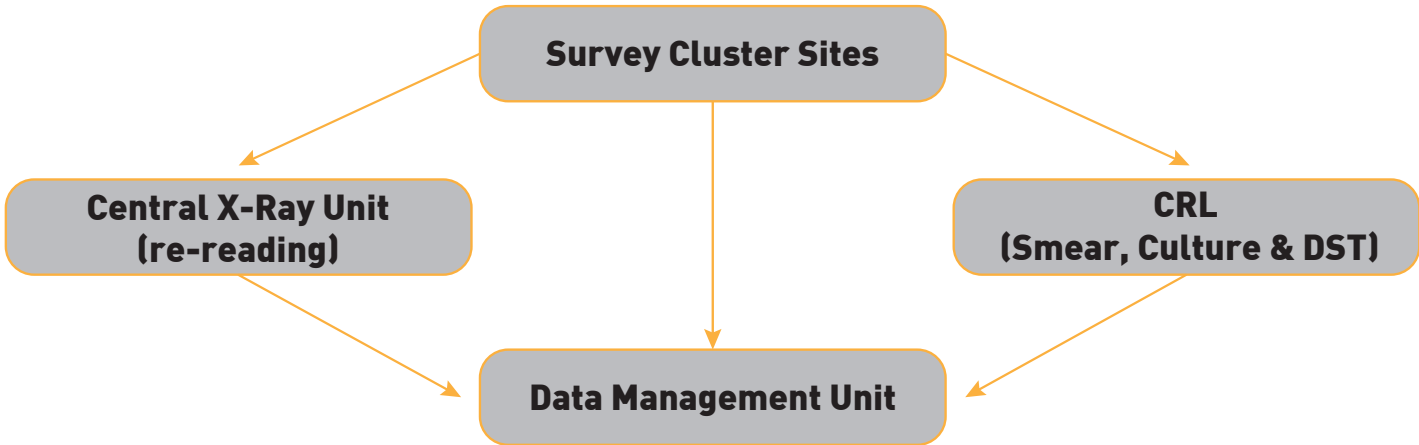 Survey Cluster Sites
Central X-Ray Unit
(re-reading)
CRL
(Smear, Culture & DST)
Data Management Unit